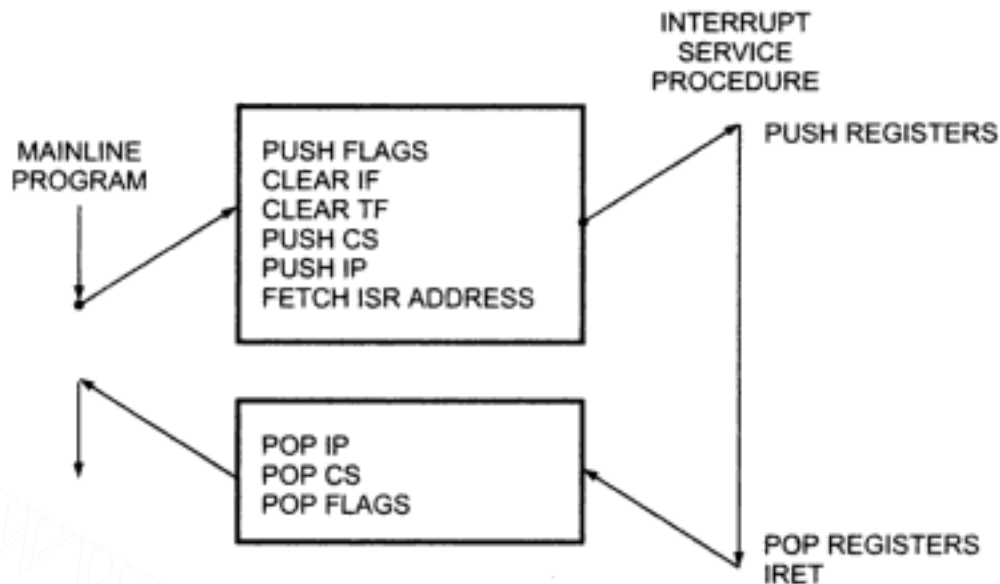 INTERRUPT
SERVICE
PROCEDURE
MAINLINE
PROGRAM
PUSH FLAGS
CLEAR IF
CLEAR TF
PUSH CS
PUSH IP
FETCH ISR ADDRESS
PUSH REGISTERS
POP IP
POP CS
POP FLAGS
POP REGISTERS
IRET